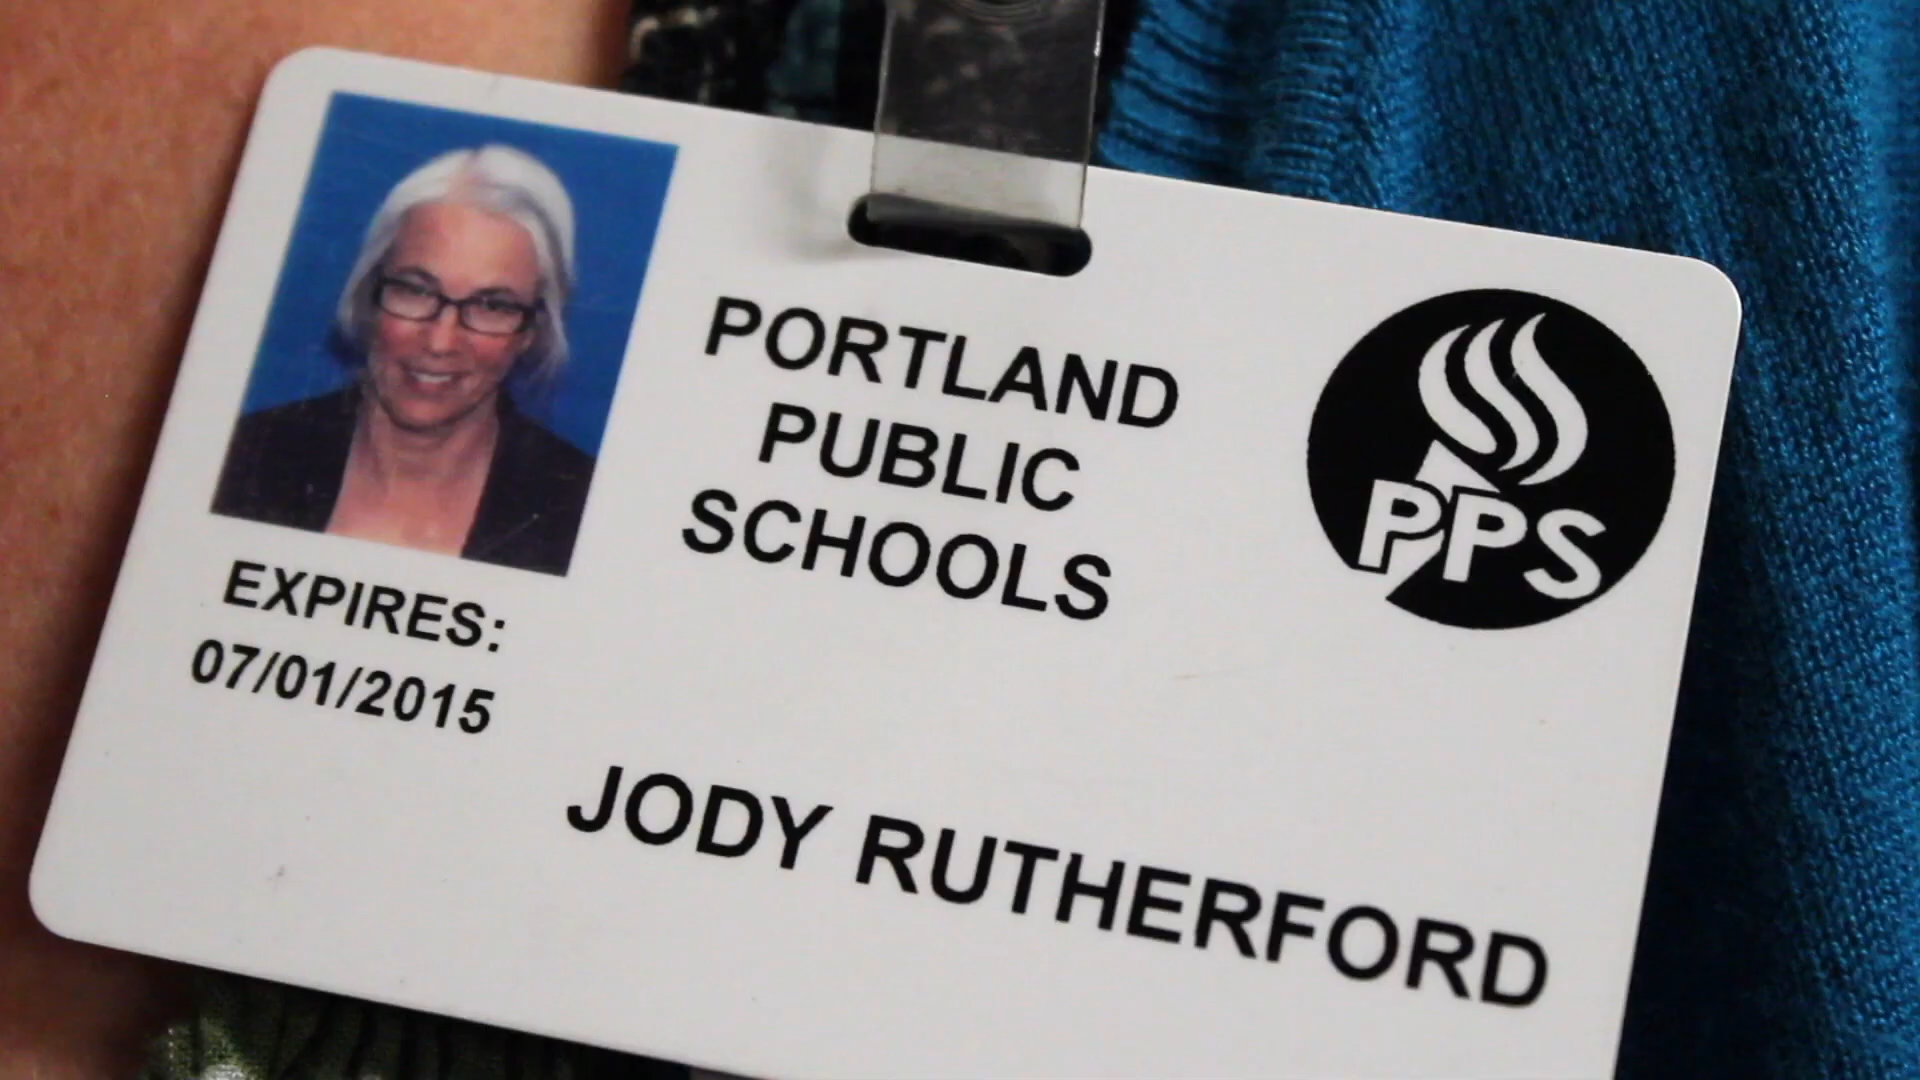 PORTLAND
PUBLIC
SCHOOLS
PPS
EXPIRES:
07/01/2015
JODY RUTHERFORD